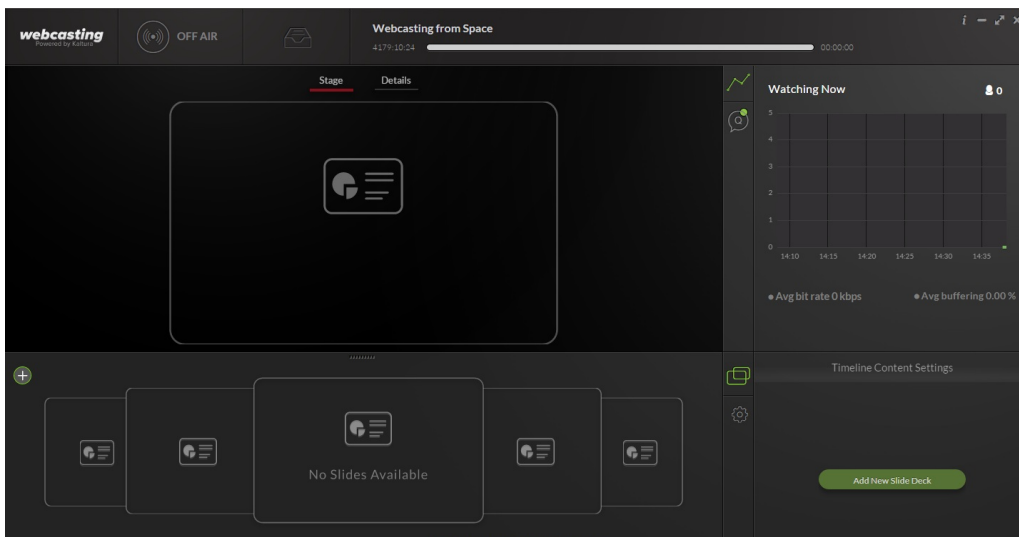 webcasting
Powered by Kaltura
OFF AIR
Webcasting from Space
4179:10:24
00:00:00
i
Stage
Details
Watching Now
0
Q
5
4
3
2
1
0
14:10 14:15 14:20 14:25 14:30 14:35
Avg bit rate 0 kbps
Avg buffering 0.00 %
Timeline Content Settings
No Slides Available
Add New Slide Deck